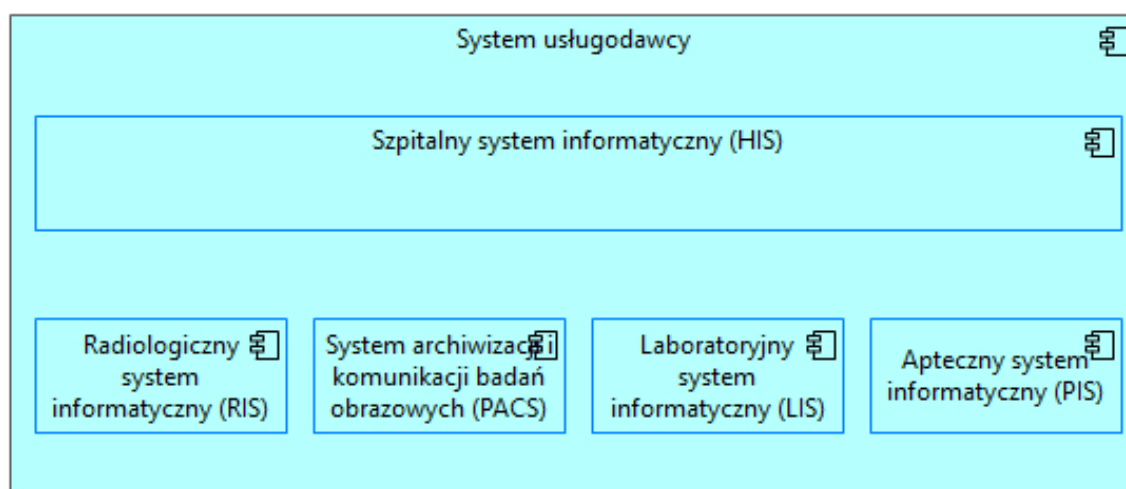 System usługodawcy
Szpitalny system informatyczny (HIS)
Radiologiczny
system
informatyczny (RIS)
System archiwizacji i
komunikacji badań
obrazowych (PACS)
Laboratoryjny
system
informatyczny (LIS)
Apteczny system
informatyczny (PIS)